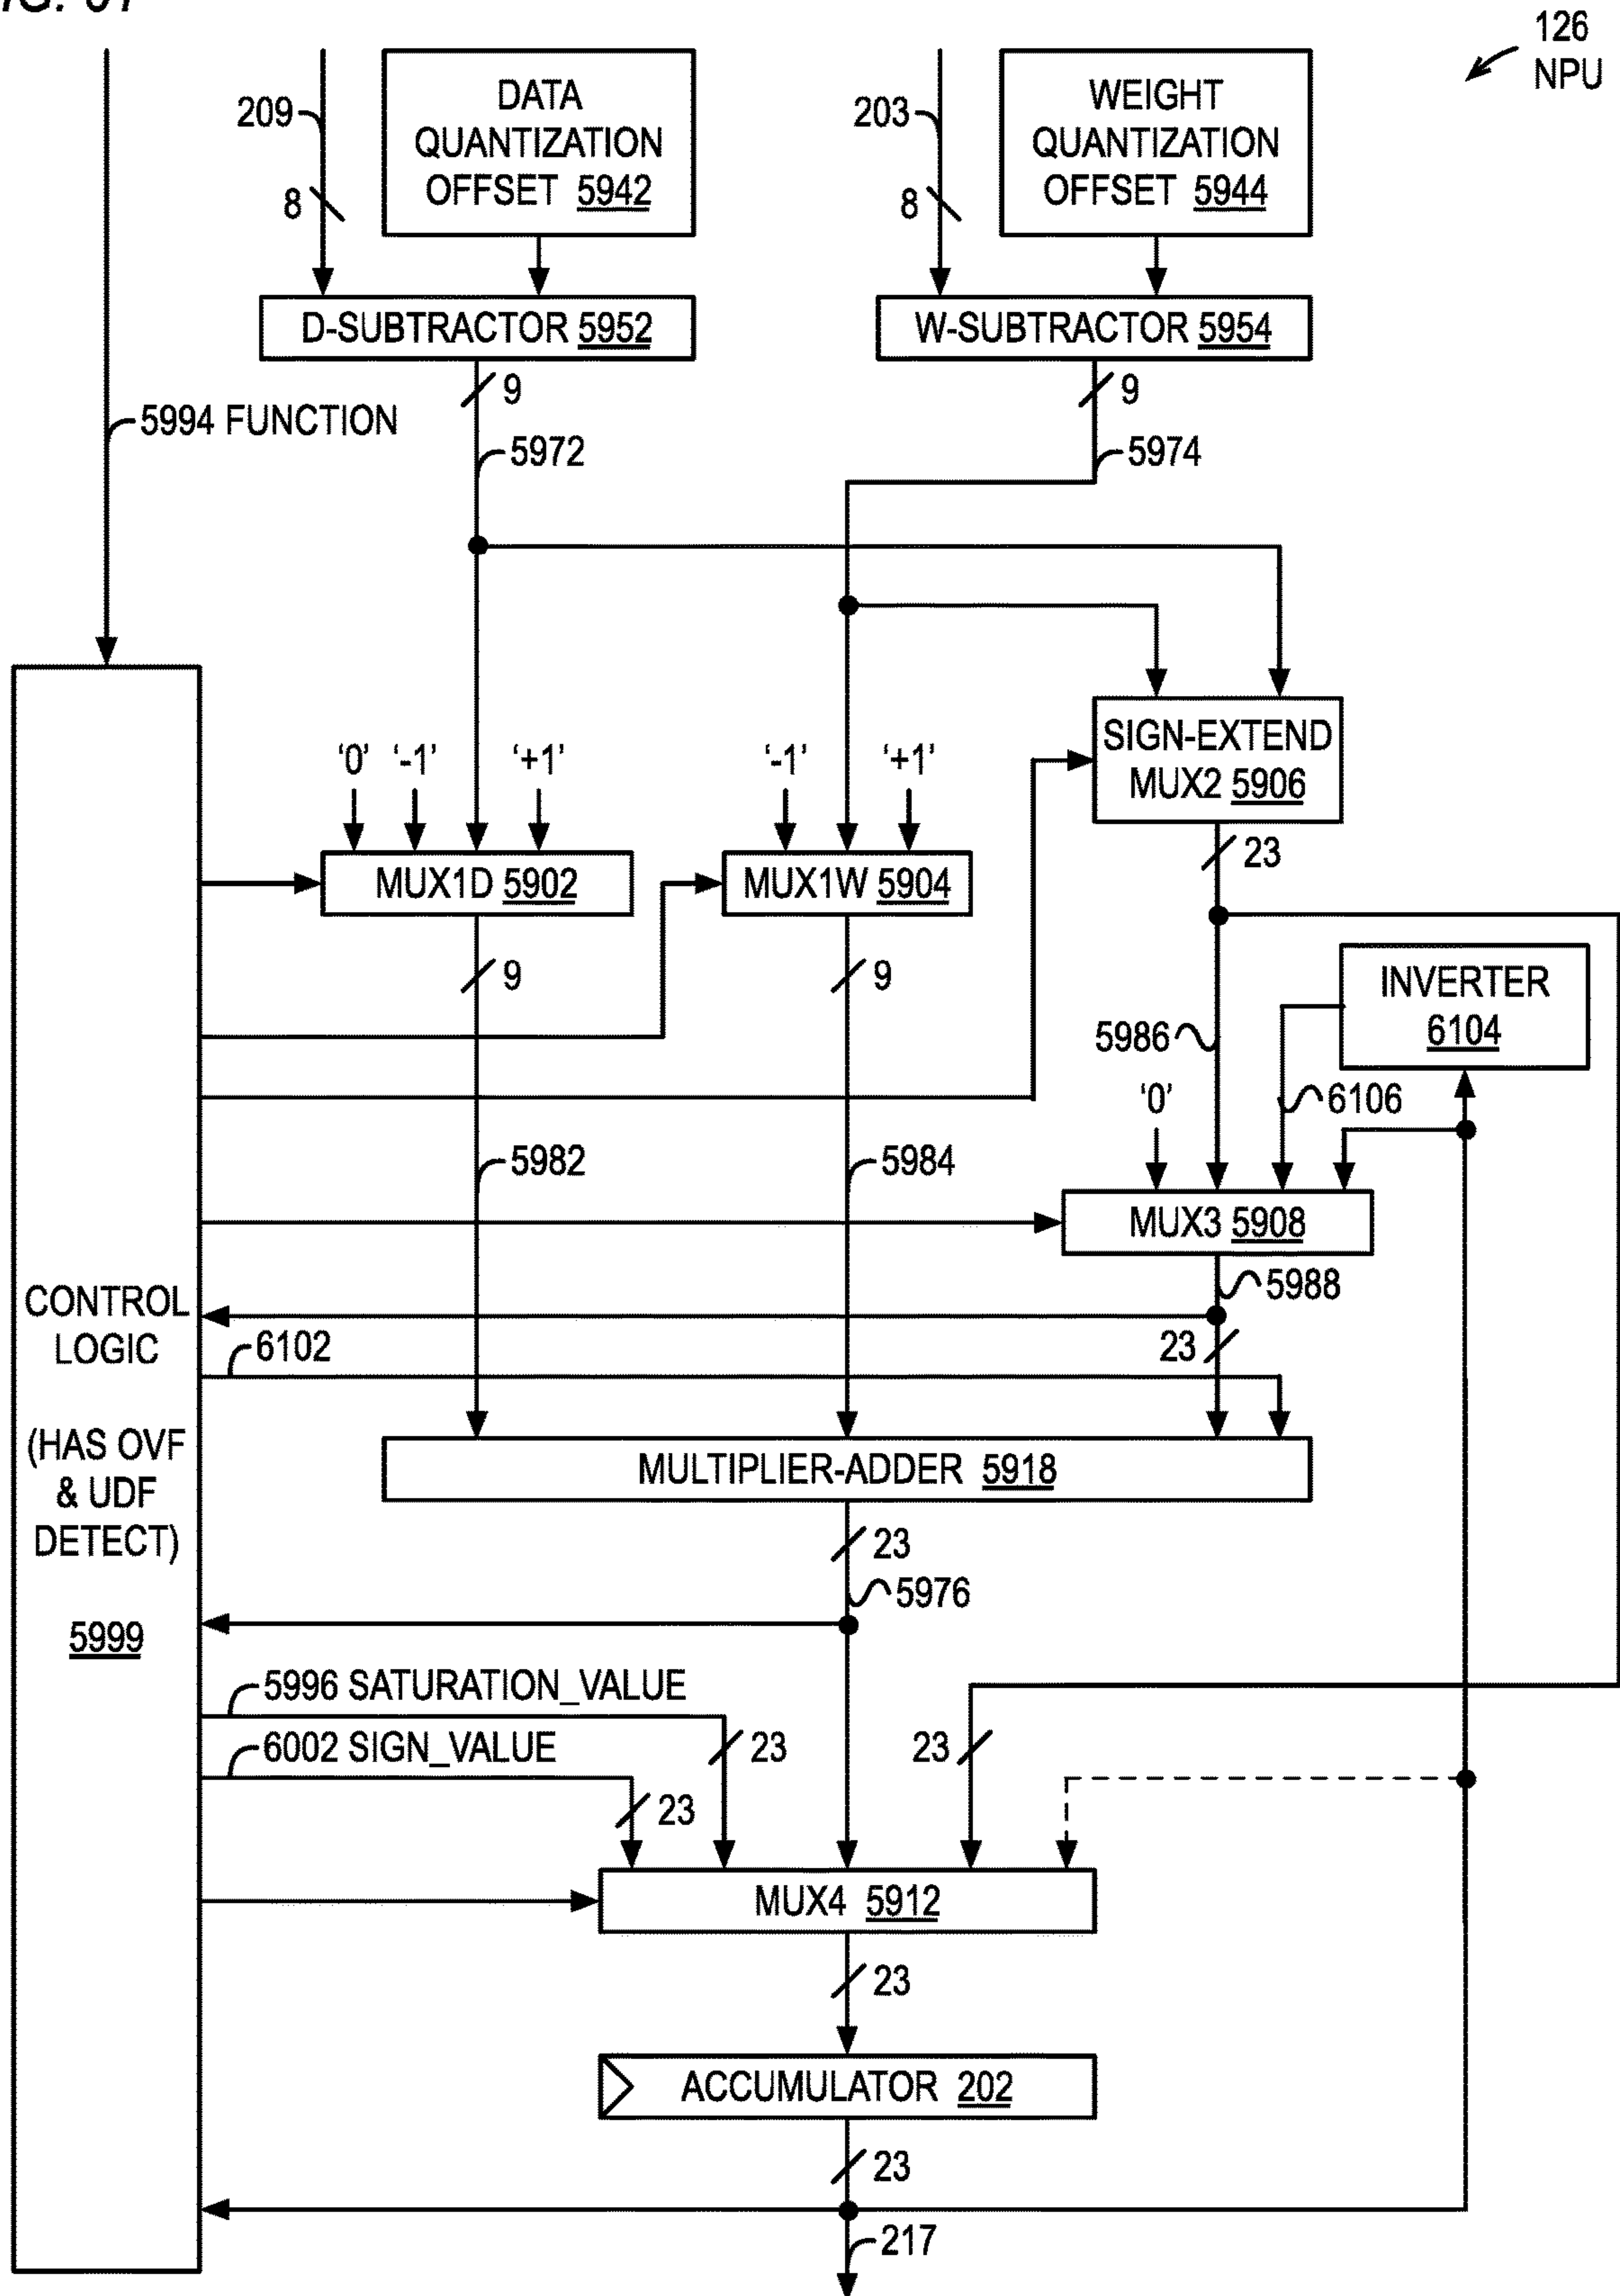 126
NPU
209
DATA
QUANTIZATION
OFFSET 5942
8
203
WEIGHT
QUANTIZATION
OFFSET 5944
8
D-SUBTRACTOR 5952
W-SUBTRACTOR 5954
9
9
5994 FUNCTION
5972
5974
SIGN-EXTEND
MUX2 5906
‘0’ ‘-1’ ‘+1’
‘-1’ ‘+1’
23
MUX1D 5902
MUX1W 5904
9
9
INVERTER
6104
5986
‘0’
6106
5982
5984
MUX3 5908
5988
CONTROL
LOGIC
(HAS OVF
& UDF
DETECT)
5999
6102
23
MULTIPLIER-ADDER 5918
23
5976
5996 SATURATION_VALUE
23
23
6002 SIGN_VALUE
23
MUX4 5912
23
ACCUMULATOR 202
23
217